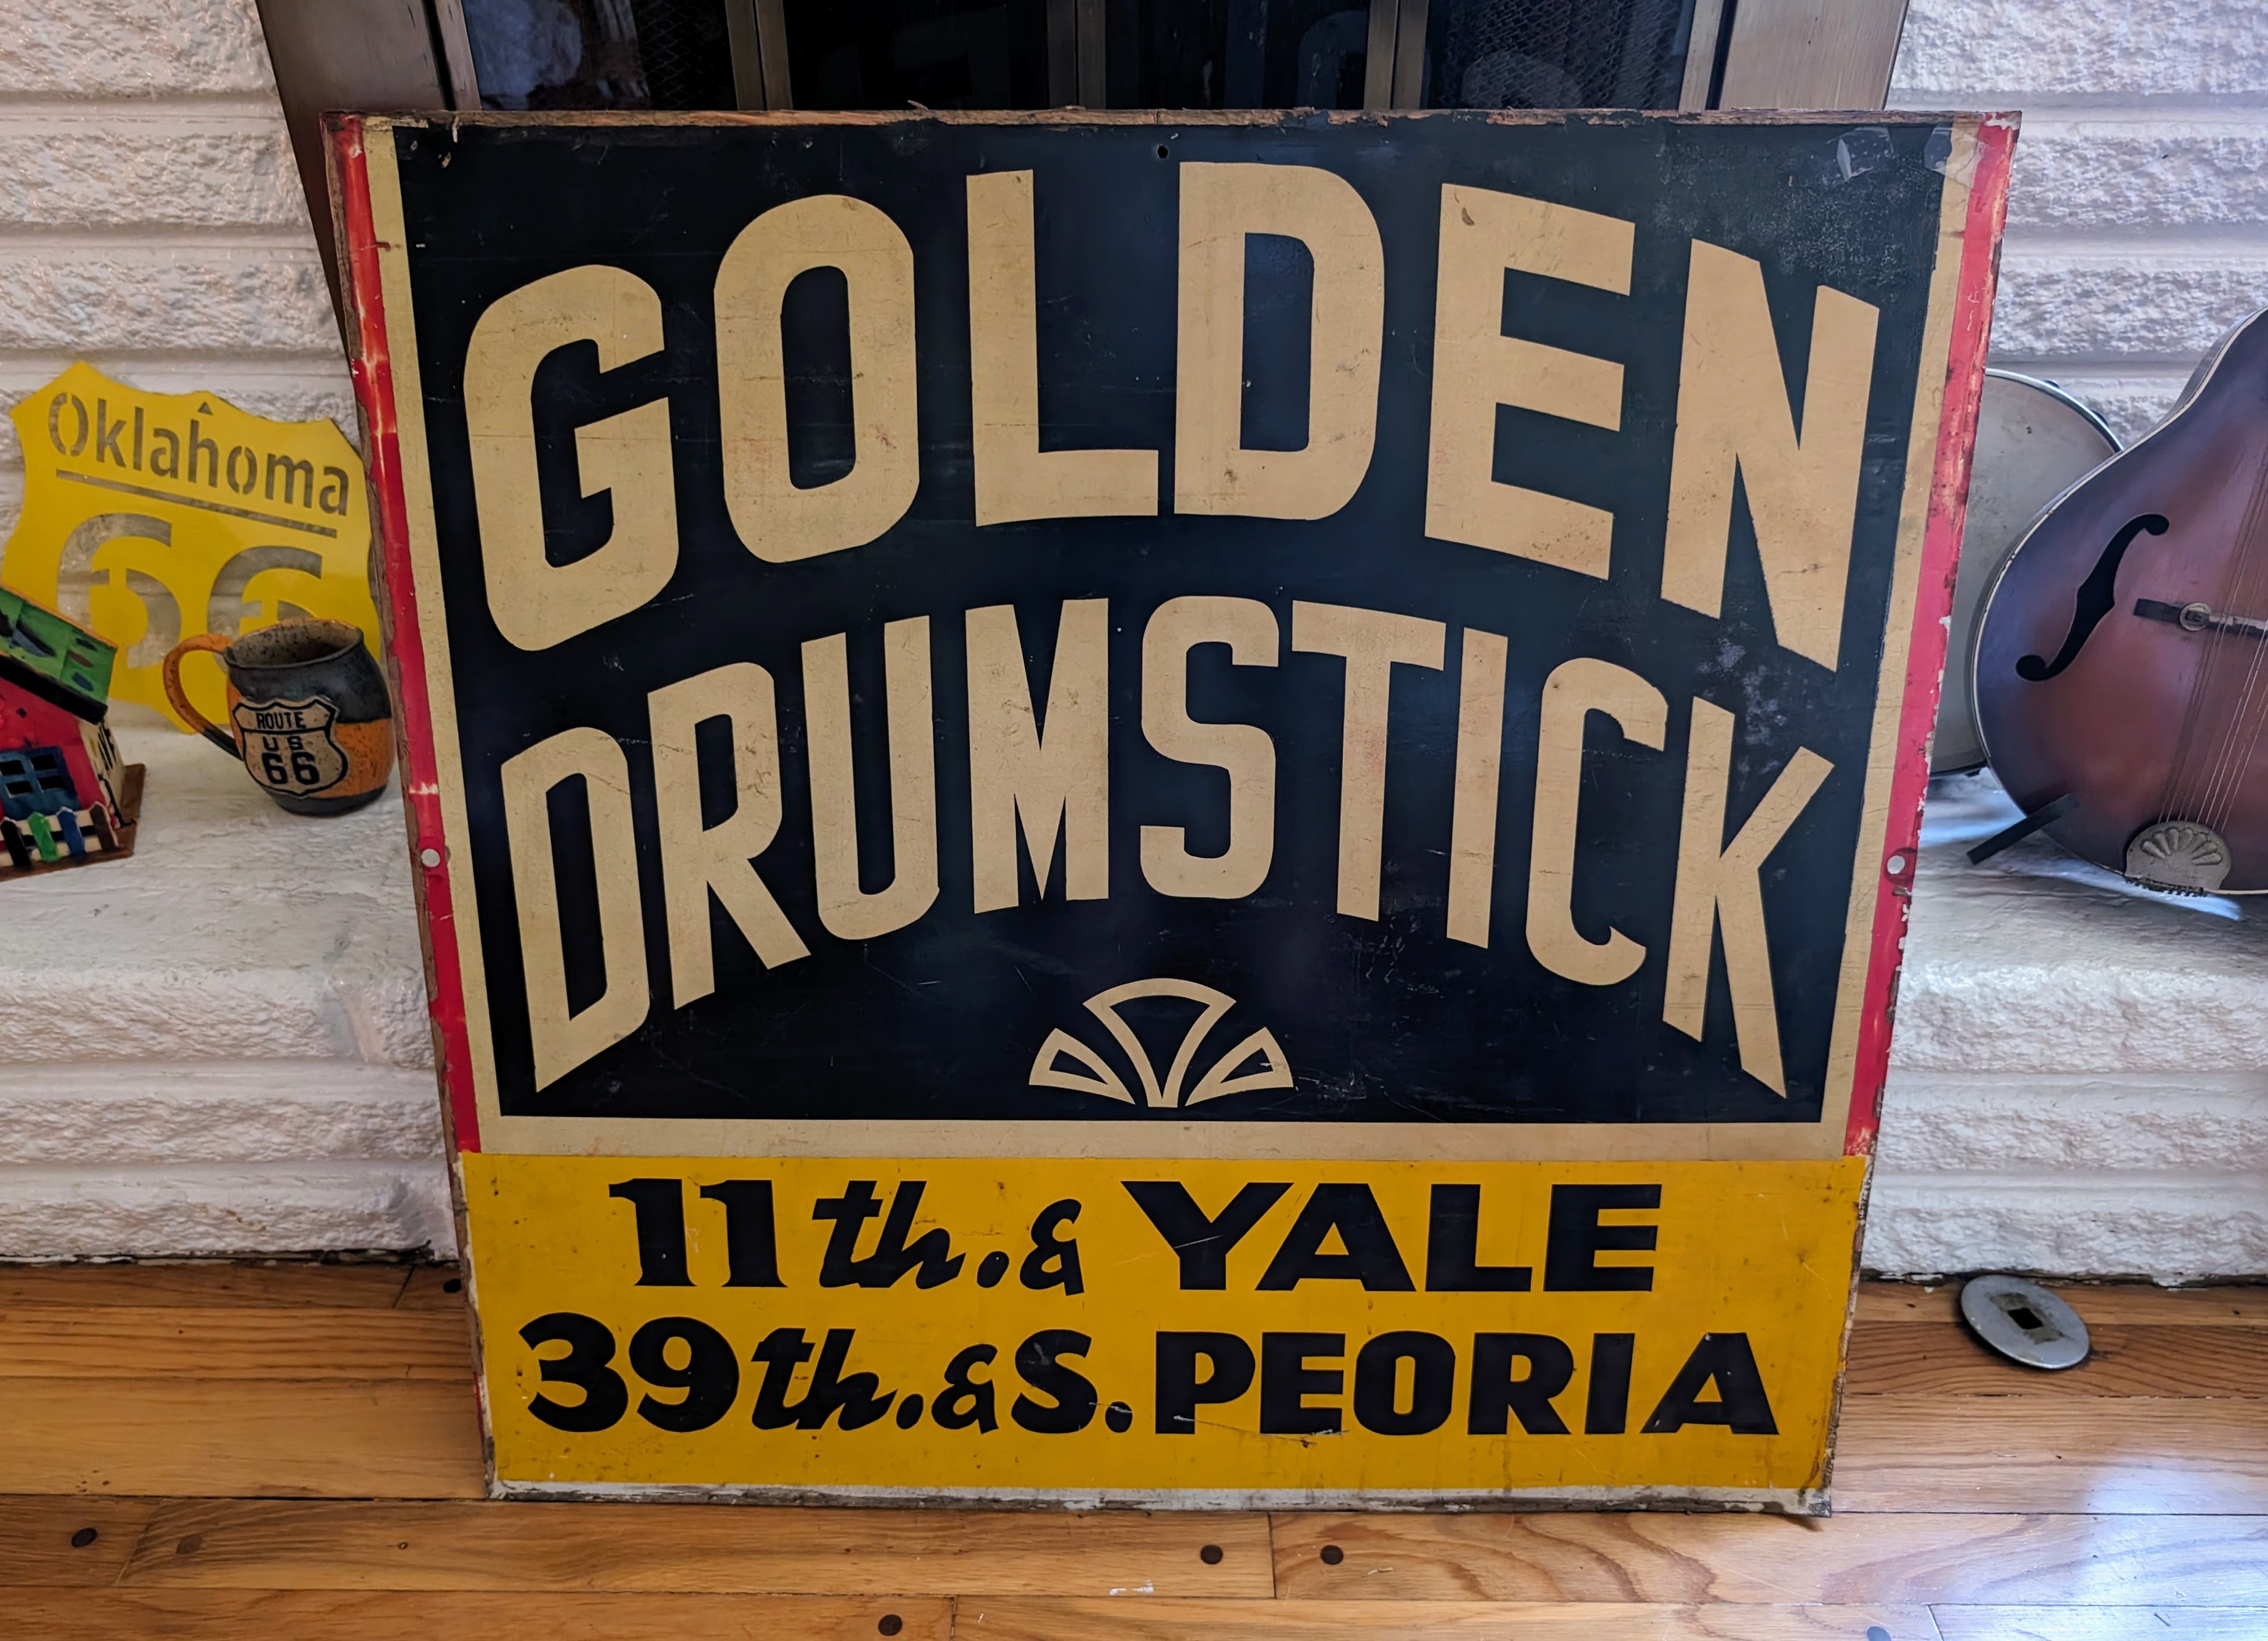 GOLDEN
DRUMSTICK
11th. & YALE
39th. & S. PEORIA
Oklahoma
66
ROUTE
US
66